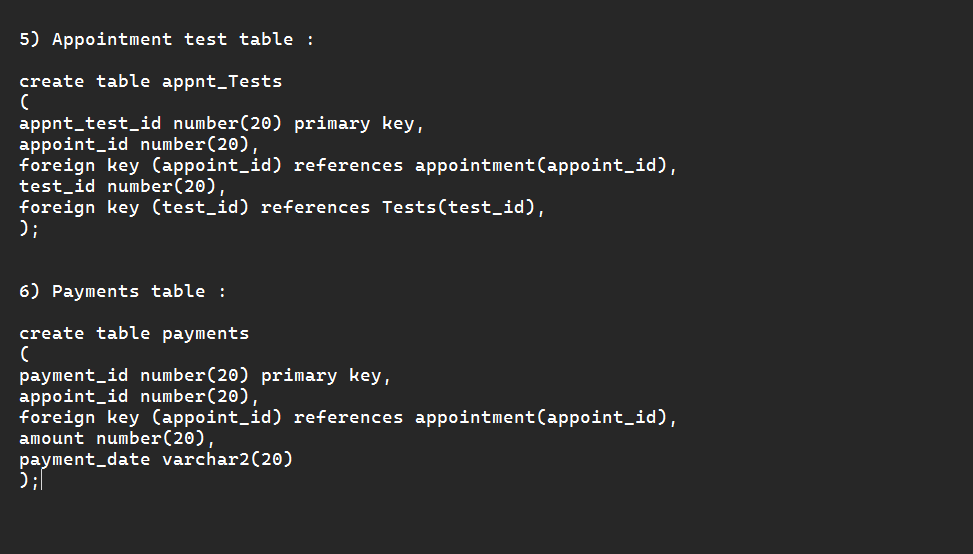 5) Appointment test table :
create table appnt_Tests
(
appnt_test_id number(20) primary key,
appoint_id number(20),
foreign key (appoint_id) references appointment(appoint_id),
test_id number(20),
foreign key (test_id) references Tests(test_id),
);
6) Payments table :
create table payments
(
payment_id number(20) primary key,
appoint_id number(20),
foreign key (appoint_id) references appointment(appoint_id),
amount number(20),
payment_date varchar2(20)
);